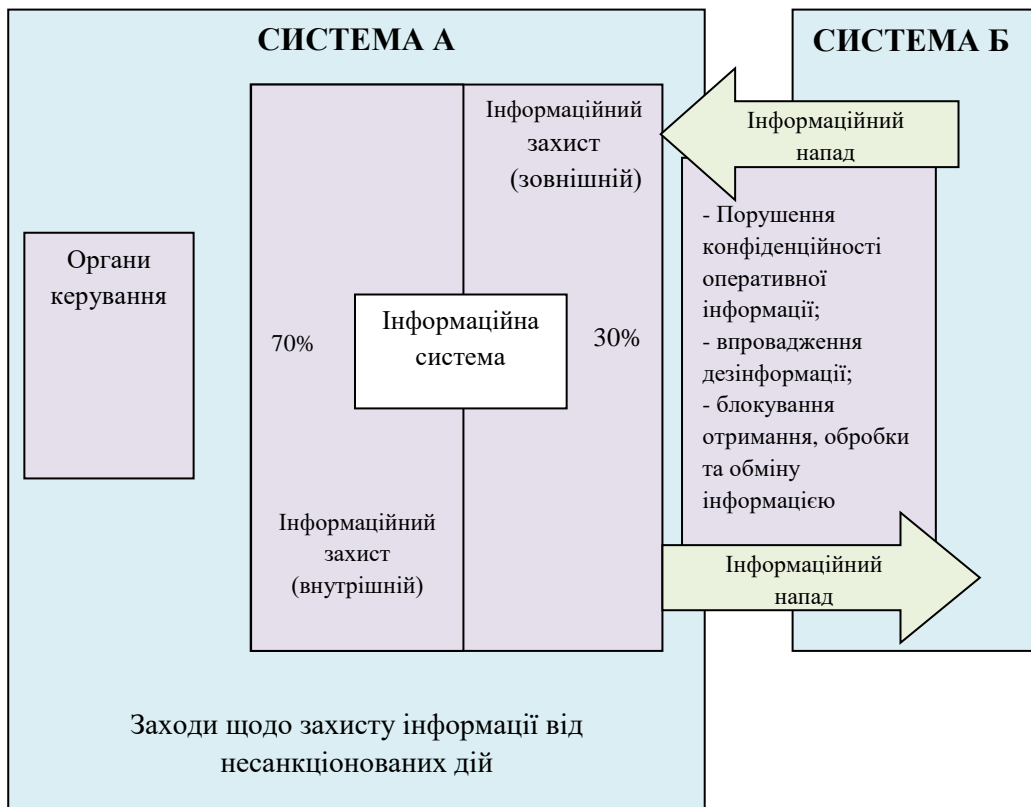 СИСТЕМА А
СИСТЕМА Б
Інформаційний
захист
(зовнішній)
Інформаційний
напад
Органи
керування
70%
Інформаційна
система
30%
- Порушення
конфіденційності
оперативної
інформації;
- впровадження
дезінформації;
- блокування
отримання, обробки
та обміну
інформацією
Інформаційний
захист
(внутрішній)
Інформаційний
напад
Заходи щодо захисту інформації від
несанкціонованих дій